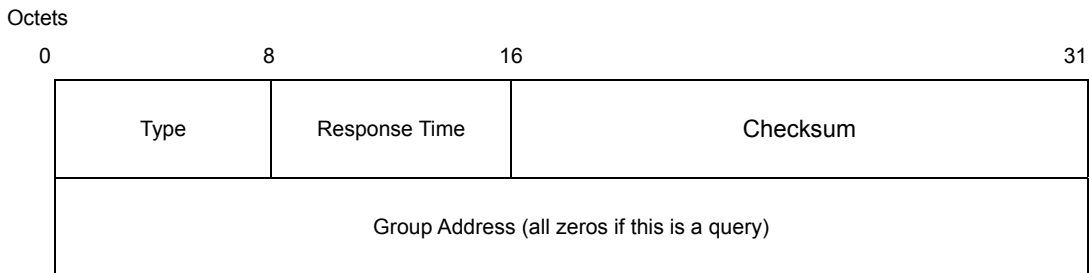 Octets
0 8 16 31
Type Response Time Checksum
Group Address (all zeros if this is a query)